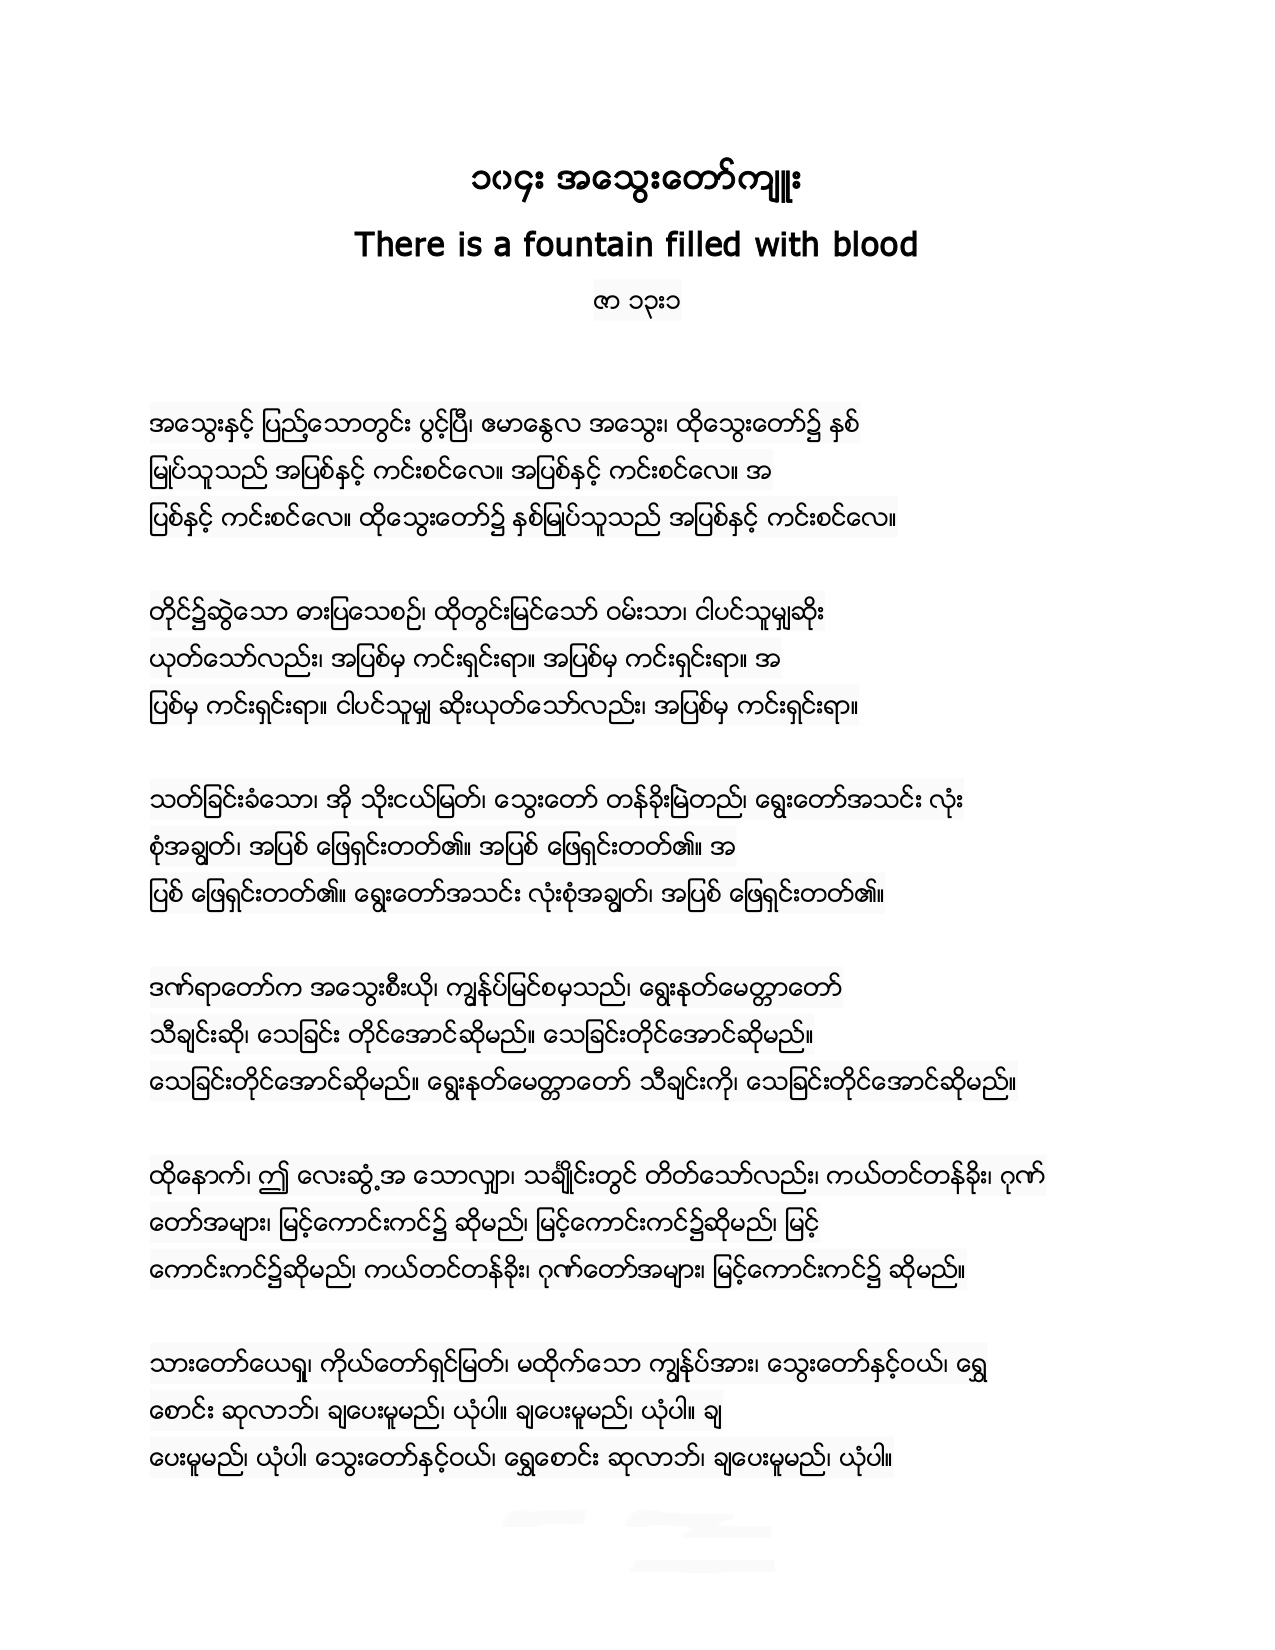 ၁၀၄း အသွေးတော်ကျူး
There is a fountain filled with blood
ဇာ ၁၃း၁
အသွေးနှင့် ပြည့်သောတွင်း ပွင့်ပြီ၊ ဧမာနွေလ အသွေး၊ ထိုသွေးတော်၌ နှစ်
မြုပ်သူသည် အပြစ်နှင့် ကင်းစင်လေ။ အပြစ်နှင့် ကင်းစင်လေ။ အ
ပြစ်နှင့် ကင်းစင်လေ။ ထိုသွေးတော်၌ နှစ်မြုပ်သူသည် အပြစ်နှင့် ကင်းစင်လေ။
တိုင်၌ဆွဲသော ဓားပြသေစဉ်၊ ထိုတွင်းမြင်သော် ဝမ်းသာ၊ ငါပင်သူမျှဆိုး
ယုတ်သော်လည်း၊ အပြစ်မှ ကင်းရှင်းရာ။ အပြစ်မှ ကင်းရှင်းရာ။ အ
ပြစ်မှ ကင်းရှင်းရာ။ ငါပင်သူမျှ ဆိုးယုတ်သော်လည်း၊ အပြစ်မှ ကင်းရှင်းရာ။
သတ်ခြင်းခံသော၊ အို သိုးငယ်မြတ်၊ သွေးတော် တန်ခိုးမြဲတည်၊ ရွေးတော်အသင်း လုံး
စုံအချွတ်၊ အပြစ် ဖြေရှင်းတတ်၏။ အပြစ် ဖြေရှင်းတတ်၏။ အ
ပြစ် ဖြေရှင်းတတ်၏။ ရွေးတော်အသင်း လုံးစုံအချွတ်၊ အပြစ် ဖြေရှင်းတတ်၏။
ဒဏ်ရာတော်က အသွေးစီးယို၊ ကျွန်ုပ်မြင်စမှသည်၊ ရွေးနုတ်မေတ္တာတော်
သီချင်းဆို၊ သေခြင်း တိုင်အောင်ဆိုမည်။ သေခြင်းတိုင်အောင်ဆိုမည်။
သေခြင်းတိုင်အောင်ဆိုမည်။ ရွေးနုတ်မေတ္တာတော် သီချင်းကို၊ သေခြင်းတိုင်အောင်ဆိုမည်။
ထိုနောက်၊ ဤ လေးဆွံ့အ သောလျှာ၊ သင်္ချိုင်းတွင် တိတ်သော်လည်း၊ ကယ်တင်တန်ခိုး၊ ဂုဏ်
တော်အများ၊ မြင့်ကောင်းကင်၌ ဆိုမည်၊ မြင့်ကောင်းကင်၌ဆိုမည်၊ မြင့်
ကောင်းကင်၌ဆိုမည်၊ ကယ်တင်တန်ခိုး၊ ဂုဏ်တော်အများ၊ မြင့်ကောင်းကင်၌ ဆိုမည်။
သားတော်ယေရှု၊ ကိုယ်တော်ရှင်မြတ်၊ မထိုက်သော ကျွန်ုပ်အား၊ သွေးတော်နှင့်ဝယ်၊ ရွှေ
စောင်း ဆုလာဘ်၊ ချပေးမူမည်၊ ယုံပါ။ ချပေးမူမည်၊ ယုံပါ။ ချ
ပေးမူမည်၊ ယုံပါ၊ သွေးတော်နှင့်ဝယ်၊ ရွှေစောင်း ဆုလာဘ်၊ ချပေးမူမည်၊ ယုံပါ။